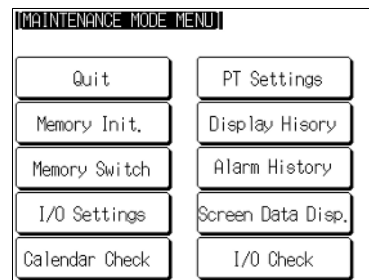 [MAINTENANCE MODE MENU]
Quit
PT Settings
Memory Init.
Display Hisory
Memory Switch
Alarm History
I/O Settings
Screen Data Disp.
Calendar Check
I/O Check